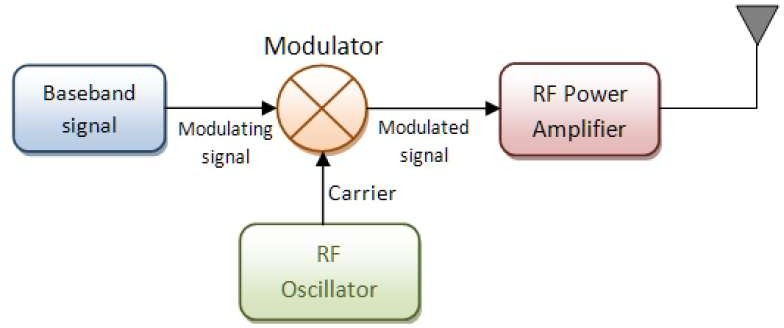 Modulator
Baseband
signal
Modulating
signal
Modulated
signal
RF Power
Amplifier
Carrier
RF
Oscillator